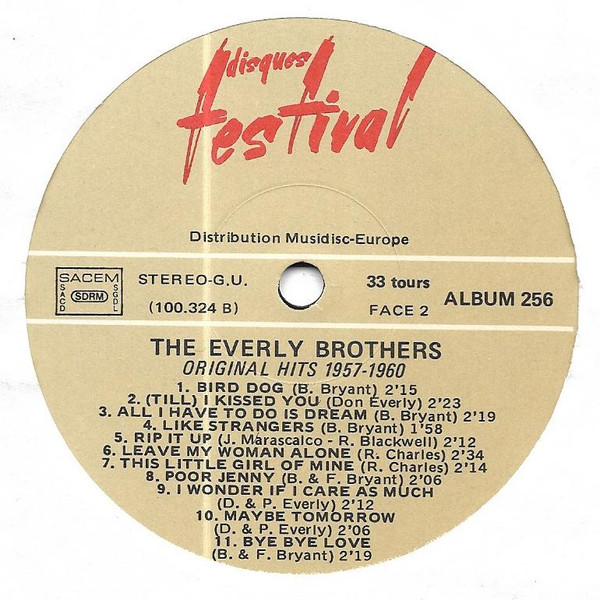 disques
festival
Distribution Musidisc-Europe
SACEM
SACD
SDRM
SGDL
STEREO-G.U.
(100.324 B)
33 tours
FACE 2
ALBUM 256
THE EVERLY BROTHERS
ORIGINAL HITS 1957-1960
1. BIRD DOG (B. Bryant) 2'15
2. (TILL) I KISSED YOU (Don Everly) 2'23
3. ALL I HAVE TO DO IS DREAM (B. Bryant) 2'19
4. LIKE STRANGERS (B. Bryant) 1'58
5. RIP IT UP (J. Marascalco - R. Blackwell) 2'12
6. LEAVE MY WOMAN ALONE (R. Charles) 2'34
7. THIS LITTLE GIRL OF MINE (R. Charles) 2'14
8. POOR JENNY (B. & F. Bryant) 2'06
9. I WONDER IF I CARE AS MUCH
(D. & P. Everly) 2'12
10. MAYBE TOMORROW
(D. & P. Everly) 2'06
11. BYE BYE LOVE
(B. & F. Bryant) 2'19